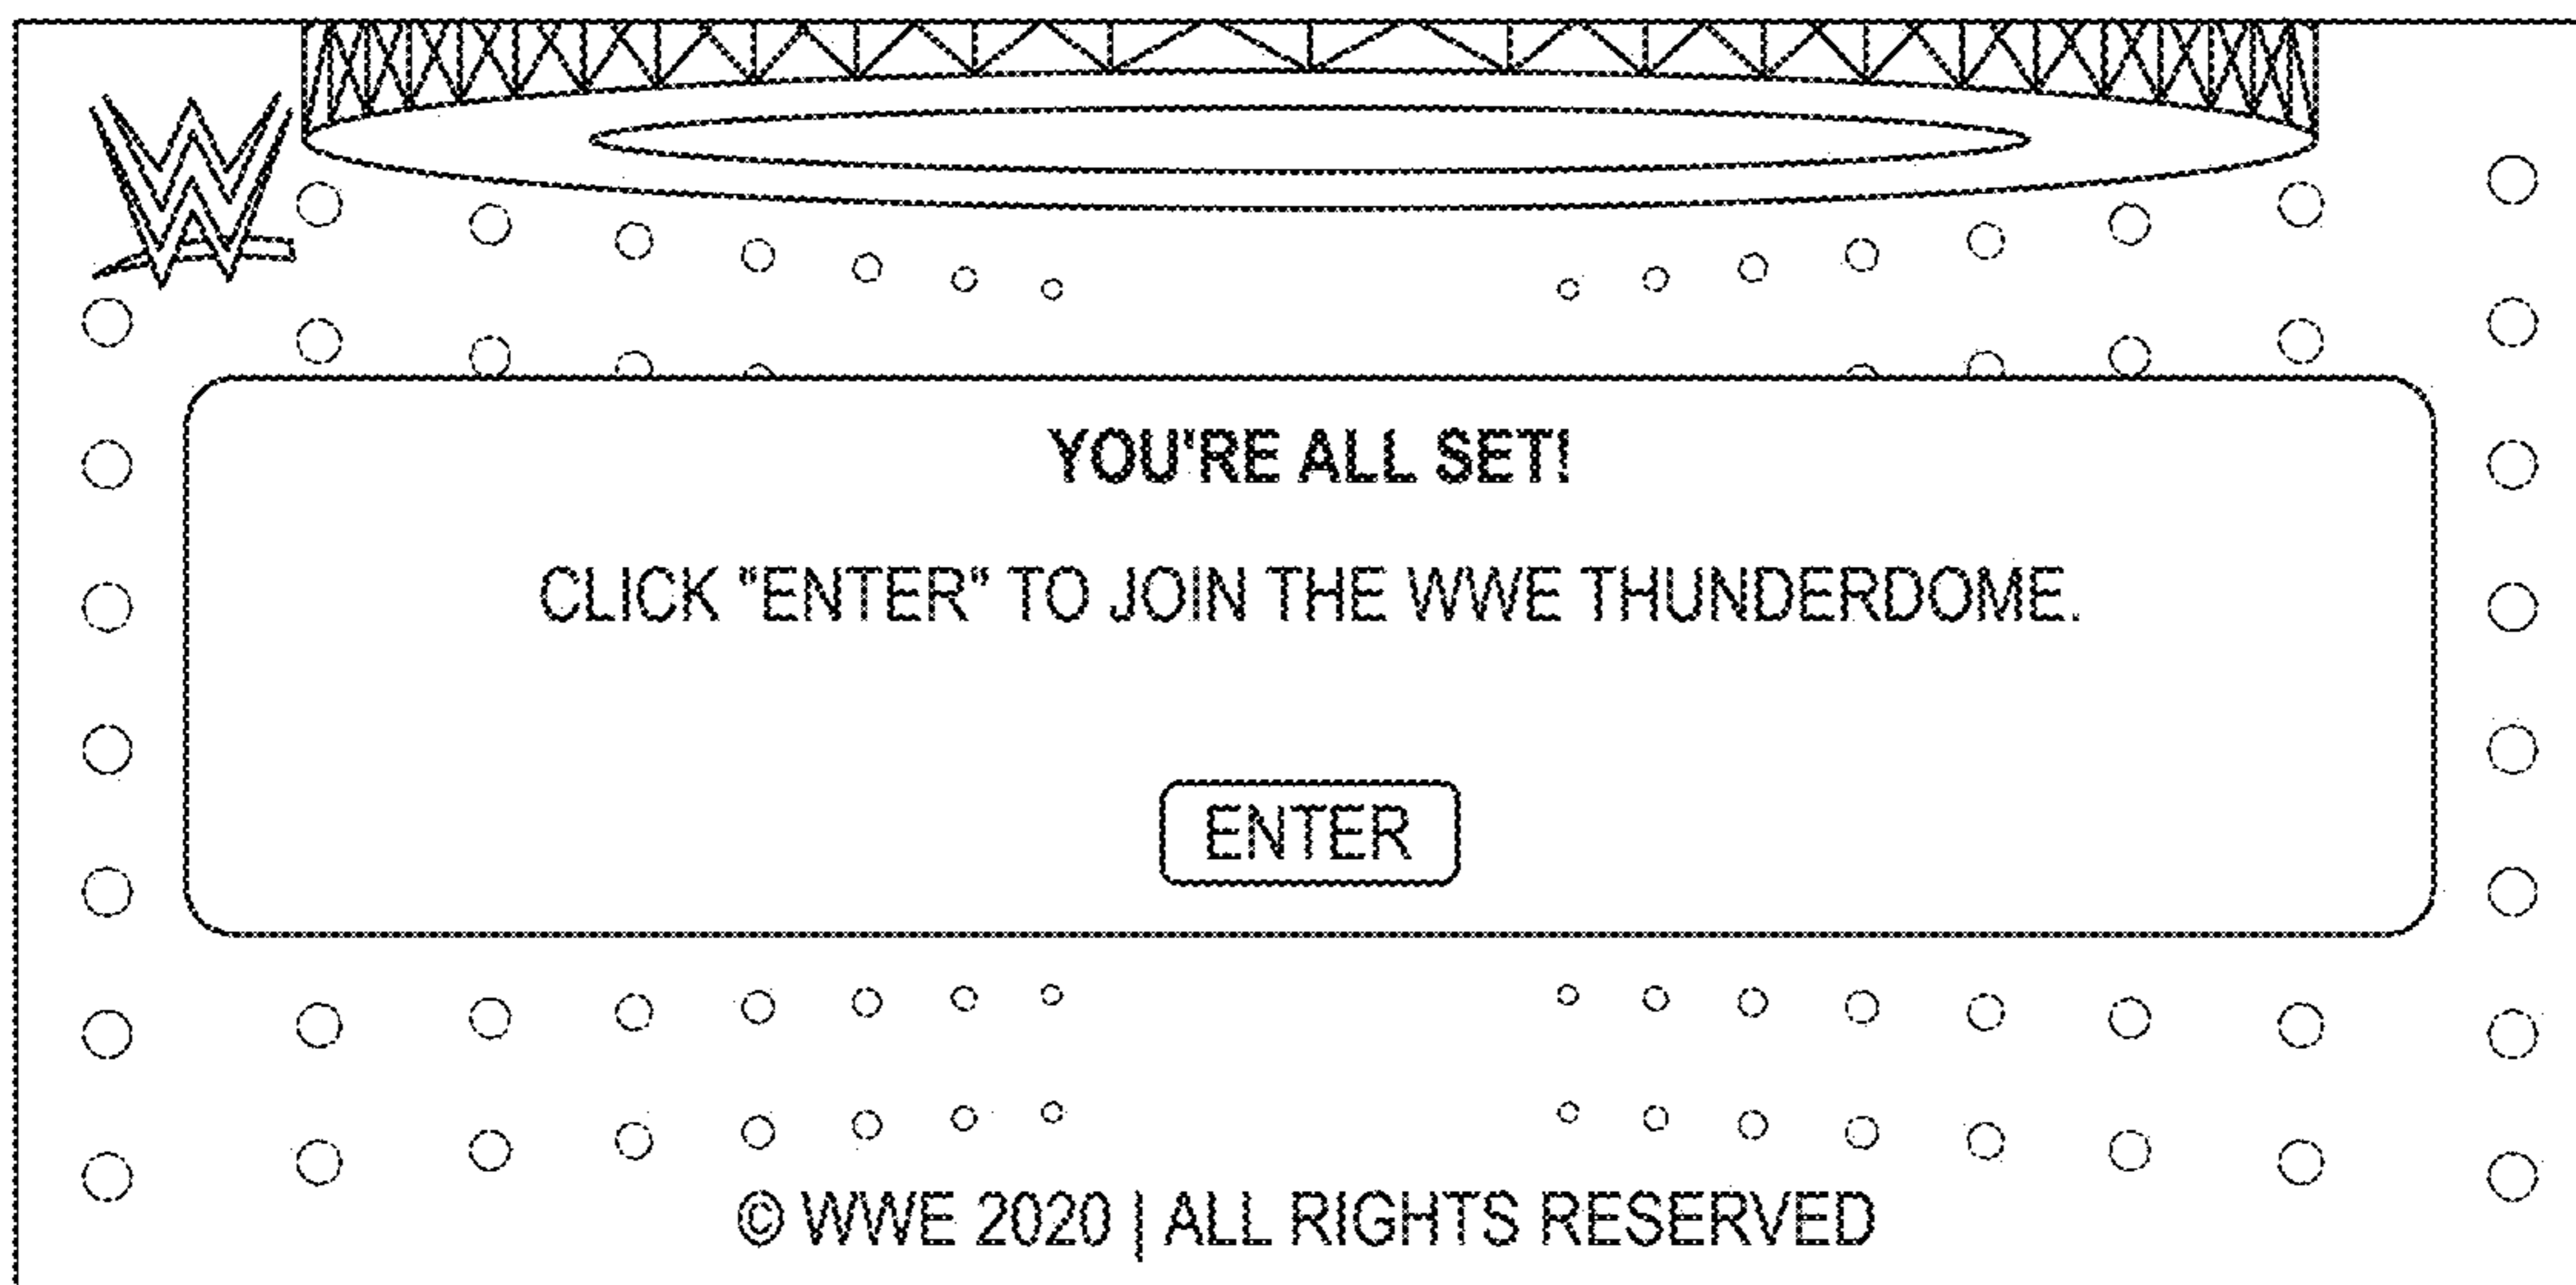 YOU'RE ALL SET!
CLICK "ENTER" TO JOIN THE WWE THUNDERDOME.
ENTER
© WWE 2020 | ALL RIGHTS RESERVED